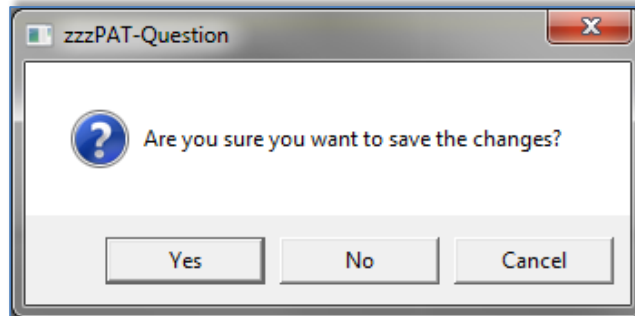 zzzPAT-Question
Are you sure you want to save the changes?
Yes No Cancel